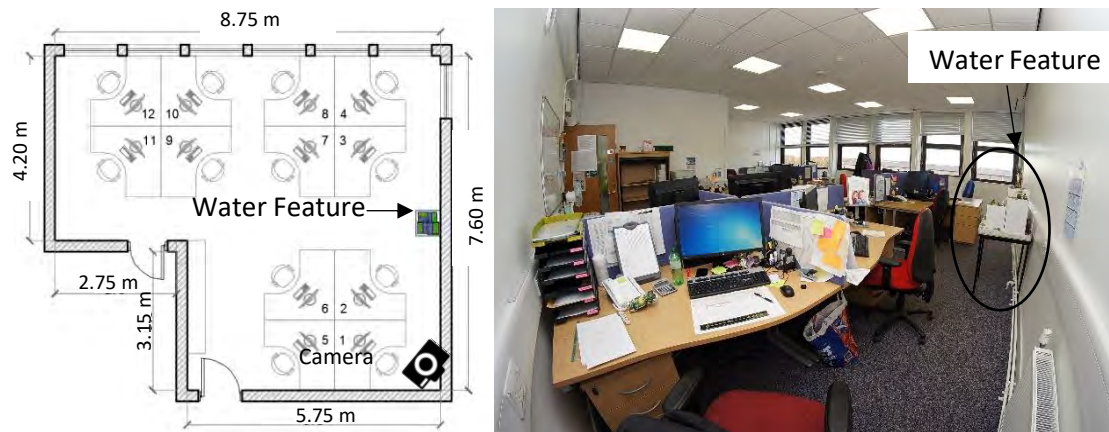 8.75 m
4.20 m
12 10
11 9
8 4
7 3
Water Feature
7.60 m
2.75 m
3.15 m
6 2
5 1
Camera
5.75 m
Water Feature